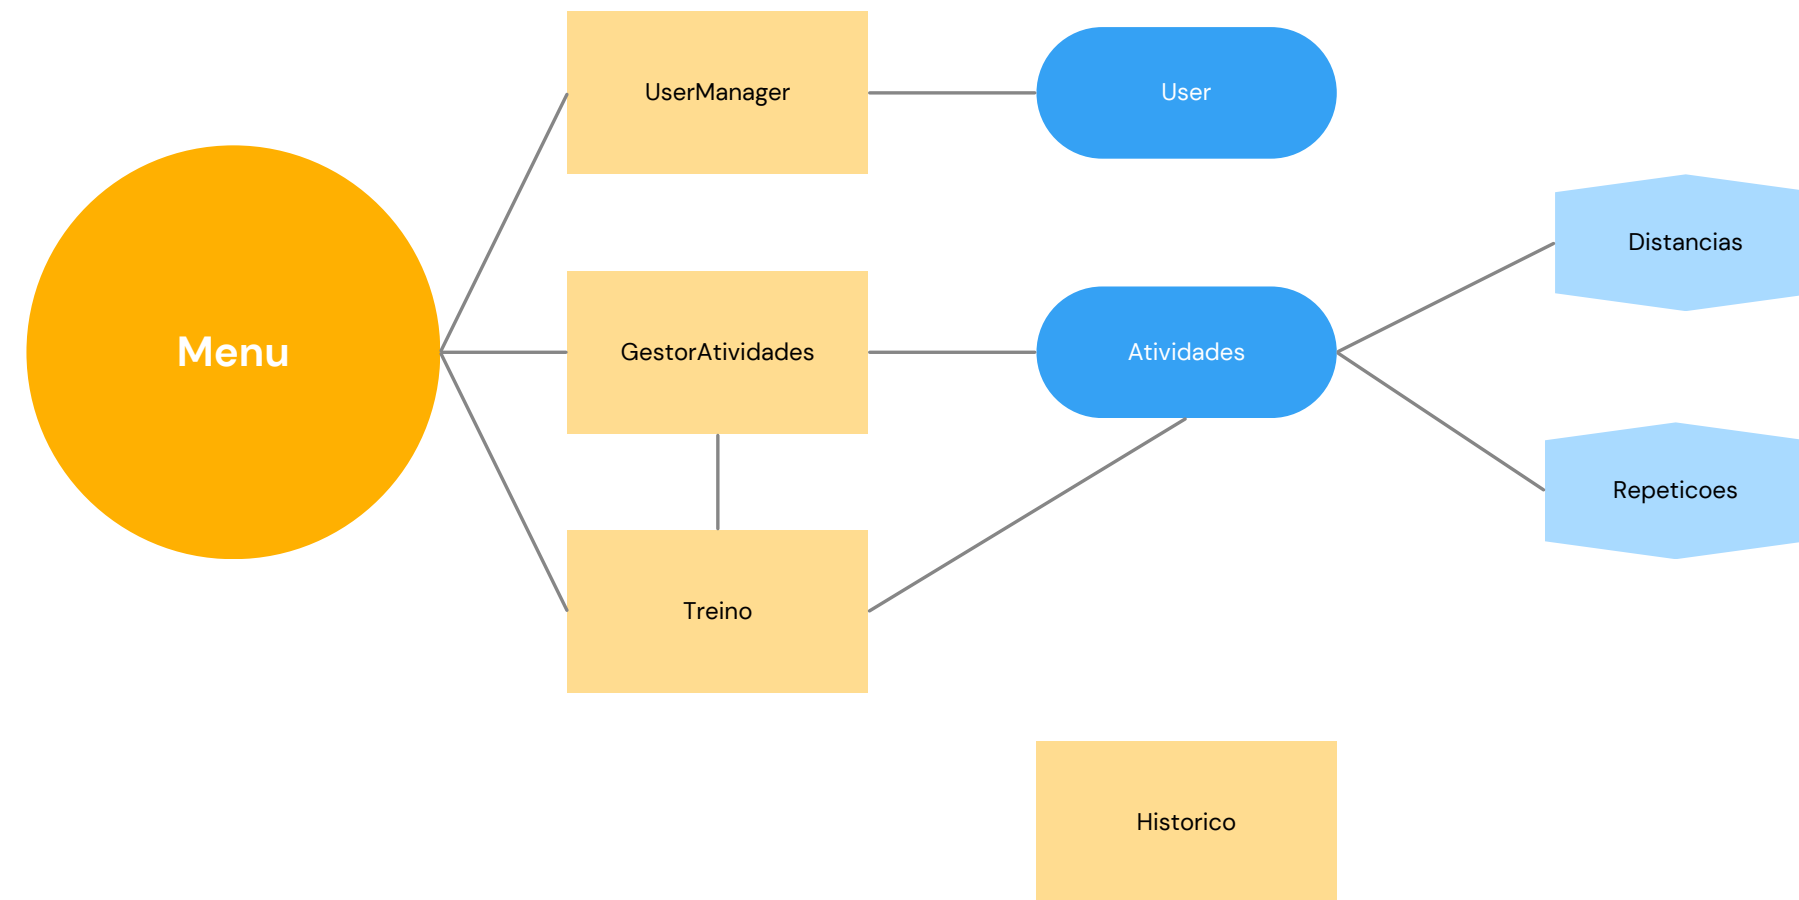 UserManager
User
Distancias
Menu
GestorAtividades
Atividades
Repeticoes
Treino
Historico